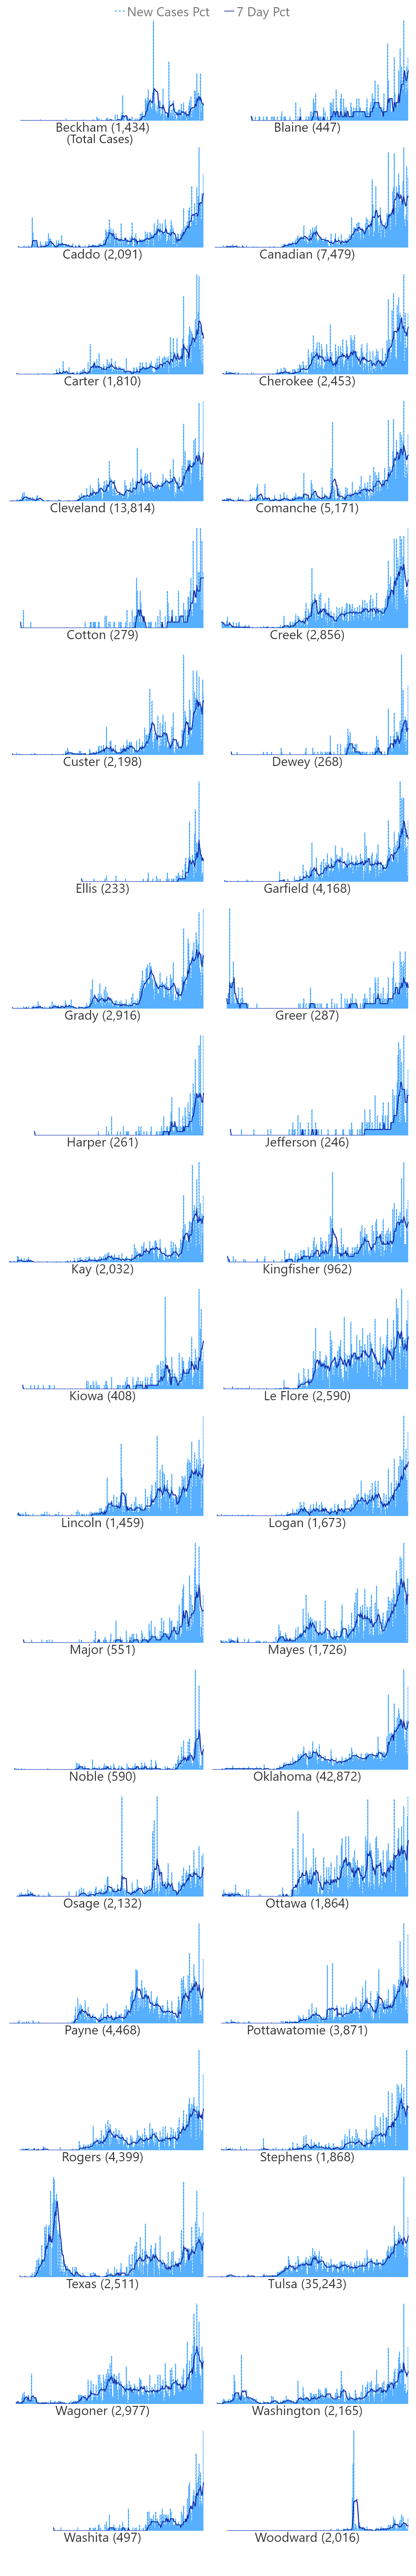 New Cases Pct 7 Day Pct
Beckham (1,434) Blaine (447)
(Total Cases)
Caddo (2,091) Canadian (7,479)
Carter (1,810) Cherokee (2,453)
Cleveland (13,814) Comanche (5,171)
Cotton (279) Creek (2,856)
Custer (2,198) Dewey (268)
Ellis (233) Garfield (4,168)
Grady (2,916) Greer (287)
Harper (261) Jefferson (246)
Kay (2,032) Kingfisher (962)
Kiowa (408) Le Flore (2,590)
Lincoln (1,459) Logan (1,673)
Major (551) Mayes (1,726)
Noble (590) Oklahoma (42,872)
Osage (2,132) Ottawa (1,864)
Payne (4,468) Pottawatomie (3,871)
Rogers (4,399) Stephens (1,868)
Texas (2,511) Tulsa (35,243)
Wagoner (2,977) Washington (2,165)
Washita (497) Woodward (2,016)